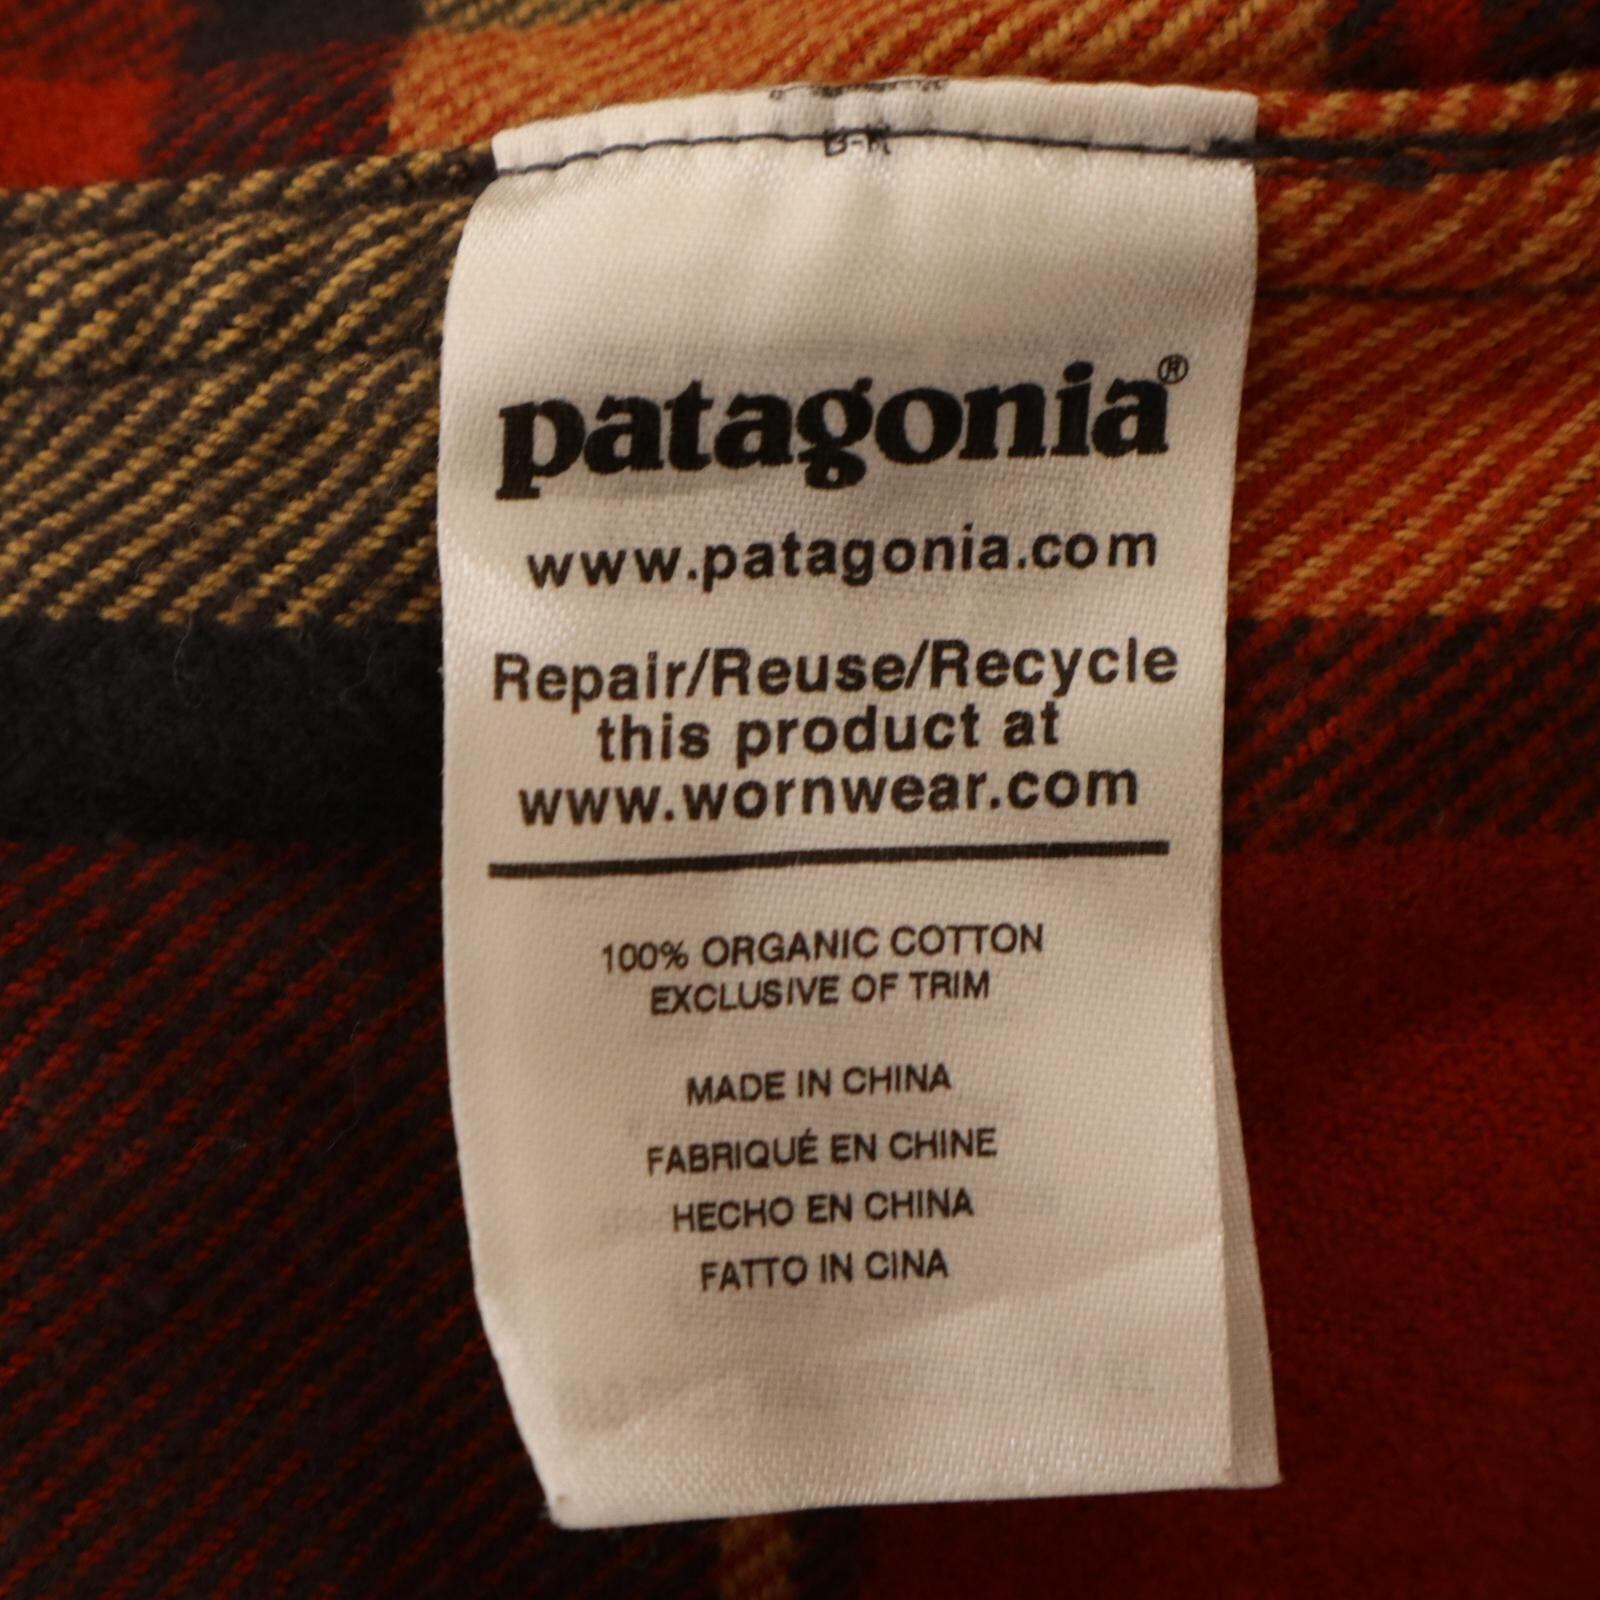 patagonia®
www.patagonia.com
Repair/Reuse/Recycle
this product at
www.wornwear.com
100% ORGANIC COTTON
EXCLUSIVE OF TRIM
MADE IN CHINA
FABRIQUÉ EN CHINE
HECHO EN CHINA
FATTO IN CINA